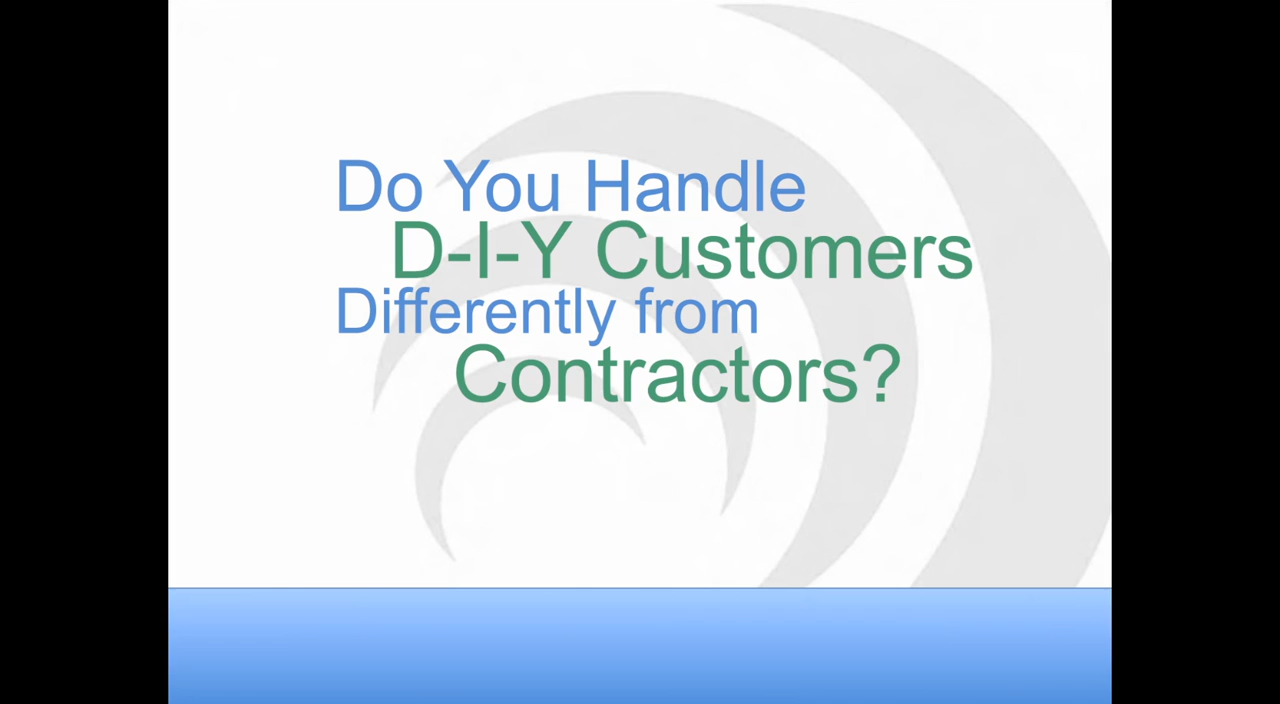 Do You Handle
D-I-Y Customers
Differently from
Contractors?